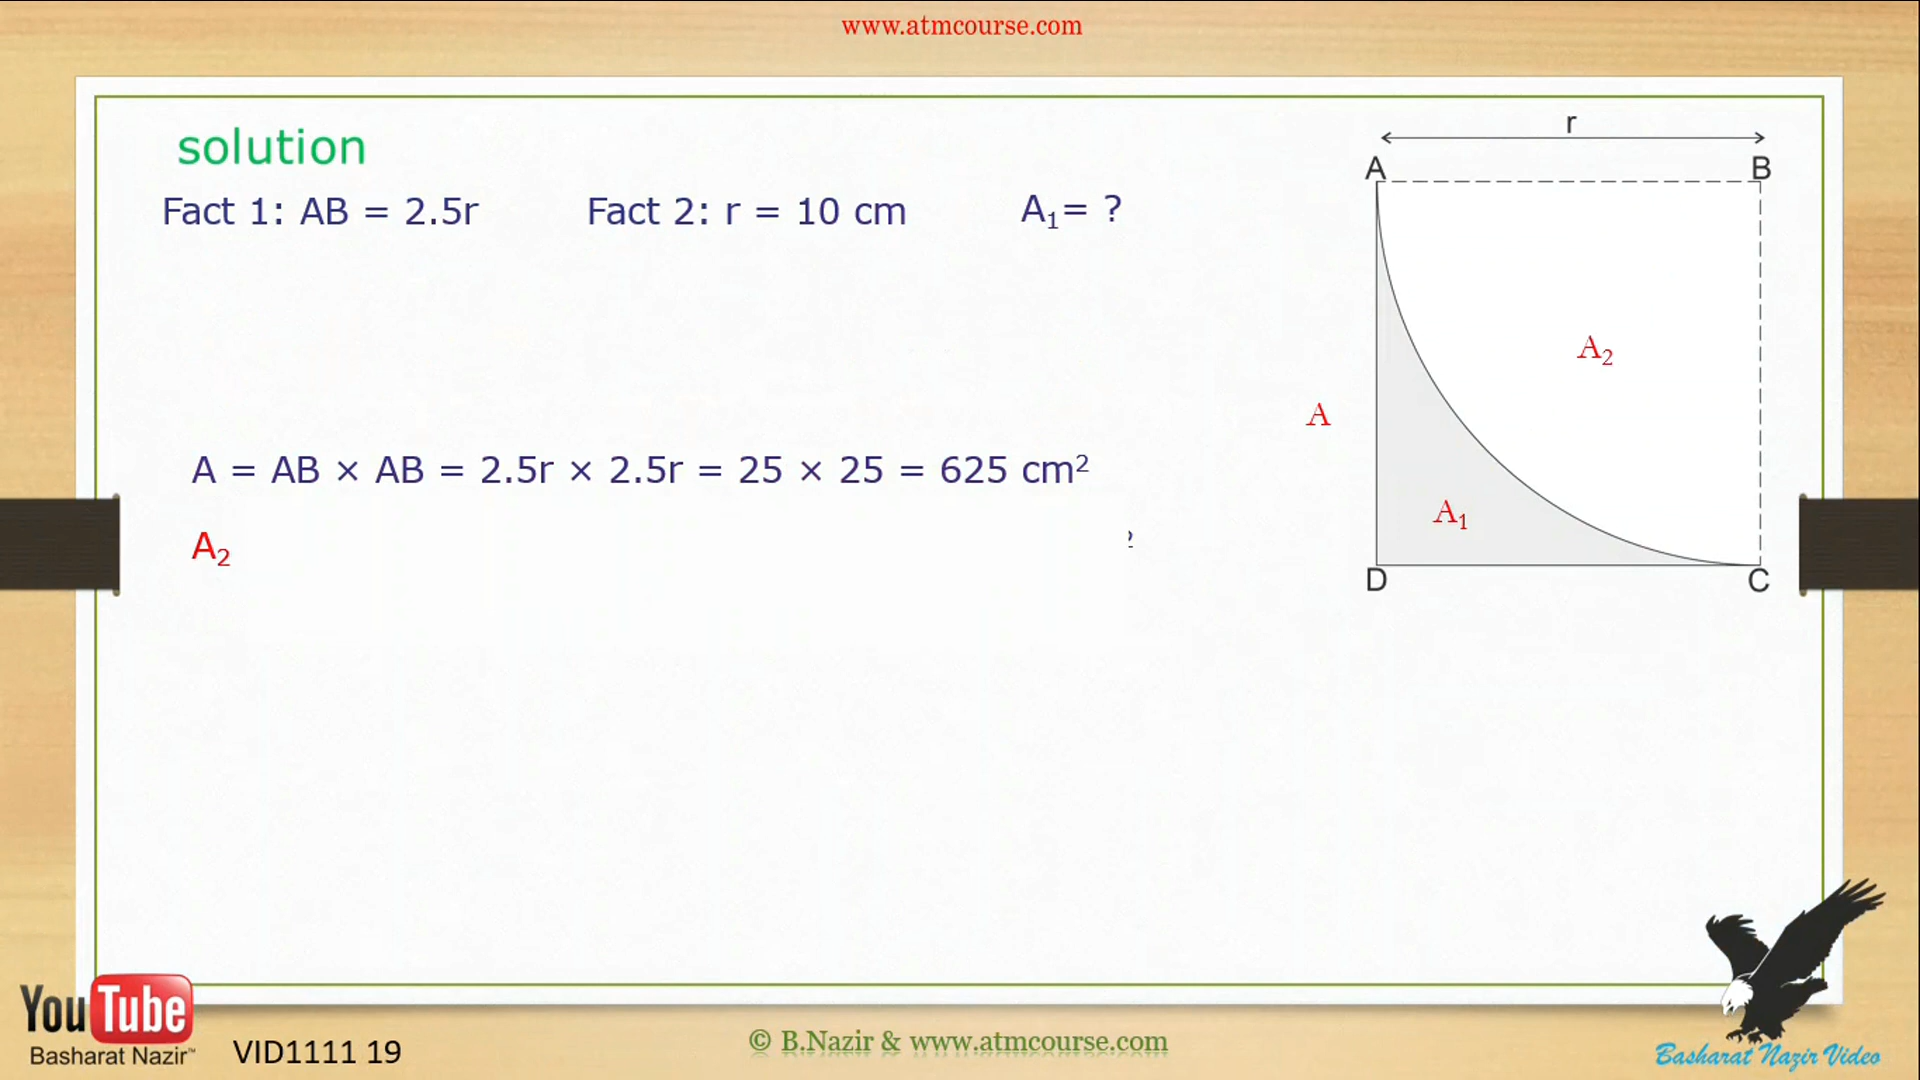 www.atmcourse.com
solution
Fact 1: AB = 2.5r
Fact 2: r = 10 cm
A₁= ?
r
A
B
A₂
A
A₁
D
C
A = AB × AB = 2.5r × 2.5r = 25 × 25 = 625 cm²
A₂
YouTube
Basharat Nazir™
VID1111 19
© B.Nazir & www.atmcourse.com
Basharat Nazir Video